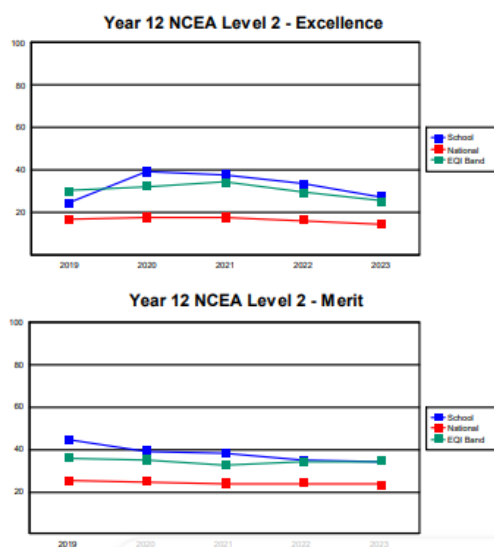 Year 12 NCEA Level 2 - Excellence
100
80
60
40
20
2019 2020 2021 2022 2023
School
National
EQI Band
Year 12 NCEA Level 2 - Merit
100
80
60
40
20
2019 2020 2021 2022 2023
School
National
EQI Band